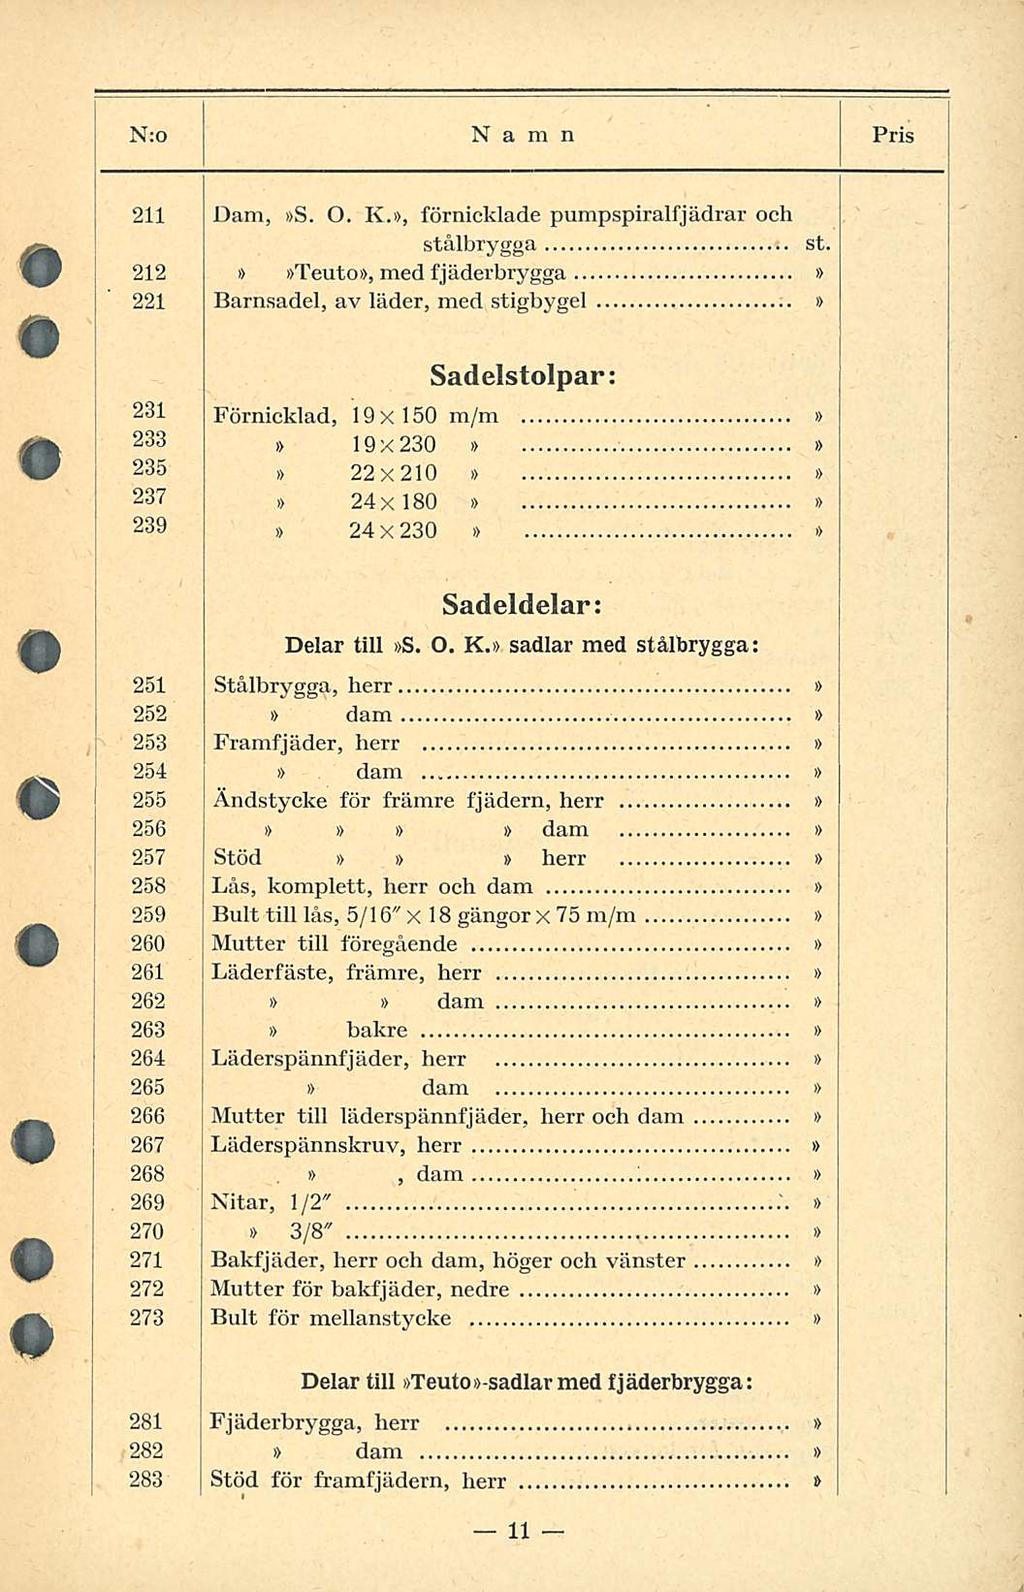 N:o N a m n Pris
211 Dam, »S. O. K.», förnicklade pumpspiralfjädrar och
stålbrygga ............................. st.
212 » »Teuto», med fjäderbrygga ......................... »
221 Barnsadel, av läder, med stigbygel ....................... »
Sadelstolpar:
231 Förnicklad, 19 x 150 m/m ................................ »
233 » 19 x 230 » ................................ »
235 » 22 x 210 » ................................ »
237 » 24 x 180 » ................................ »
239 » 24 x 230 » ................................ »
Sadeldelar:
Delar till »S. O. K.» sadlar med stålbrygga:
251 Stålbrygga, herr ............................................... »
252 » dam ............................................... »
253 Framfjäder, herr ............................................ »
254 » dam ............................................ »
255 Ändstycke för främre fjädern, herr .................... »
256 » » » » dam .................... »
257 Stöd » » » herr .................... »
258 Lås, komplett, herr och dam ............................. »
259 Bult till lås, 5/16" x 18 gängor x 75 m/m ................. »
260 Mutter till föregående ...................................... »
261 Läderfäste, främre, herr ................................... »
262 » » dam ................................... »
263 » bakre ............................................ »
264 Läderspännfjäder, herr ................................... »
265 » dam ................................... »
266 Mutter till läderspännfjäder, herr och dam ............ »
267 Läderspännskruv, herr ...................................... »
268 » , dam ...................................... »
269 Nitar, 1/2" ..................................................... »
270 » 3/8" ..................................................... »
271 Bakfjäder, herr och dam, höger och vänster ............ »
272 Mutter för bakfjäder, nedre ................................ »
273 Bult för mellanstycke ...................................... »
Delar till »Teuto»-sadlar med fjäderbrygga:
281 Fjäderbrygga, herr ......................................... »
282 » dam ............................................ »
283 Stöd för framfjädern, herr ................................ »
— 11 —